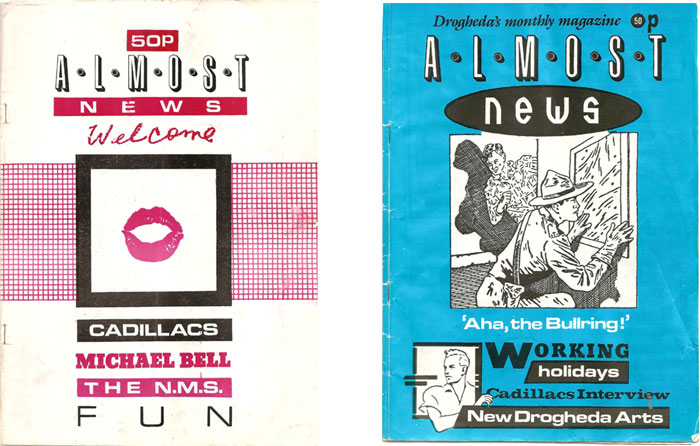 50P
A·L·M·O·S·T
NEWS
Welcome
CADILLACS
MICHAEL BELL
THE N.M.S.
FUN
Drogheda's monthly magazine 50p
A·L·M·O·S·T
news
'Aha, the Bullring!'
WORKING
holidays
Cadillacs Interview
New Drogheda Arts